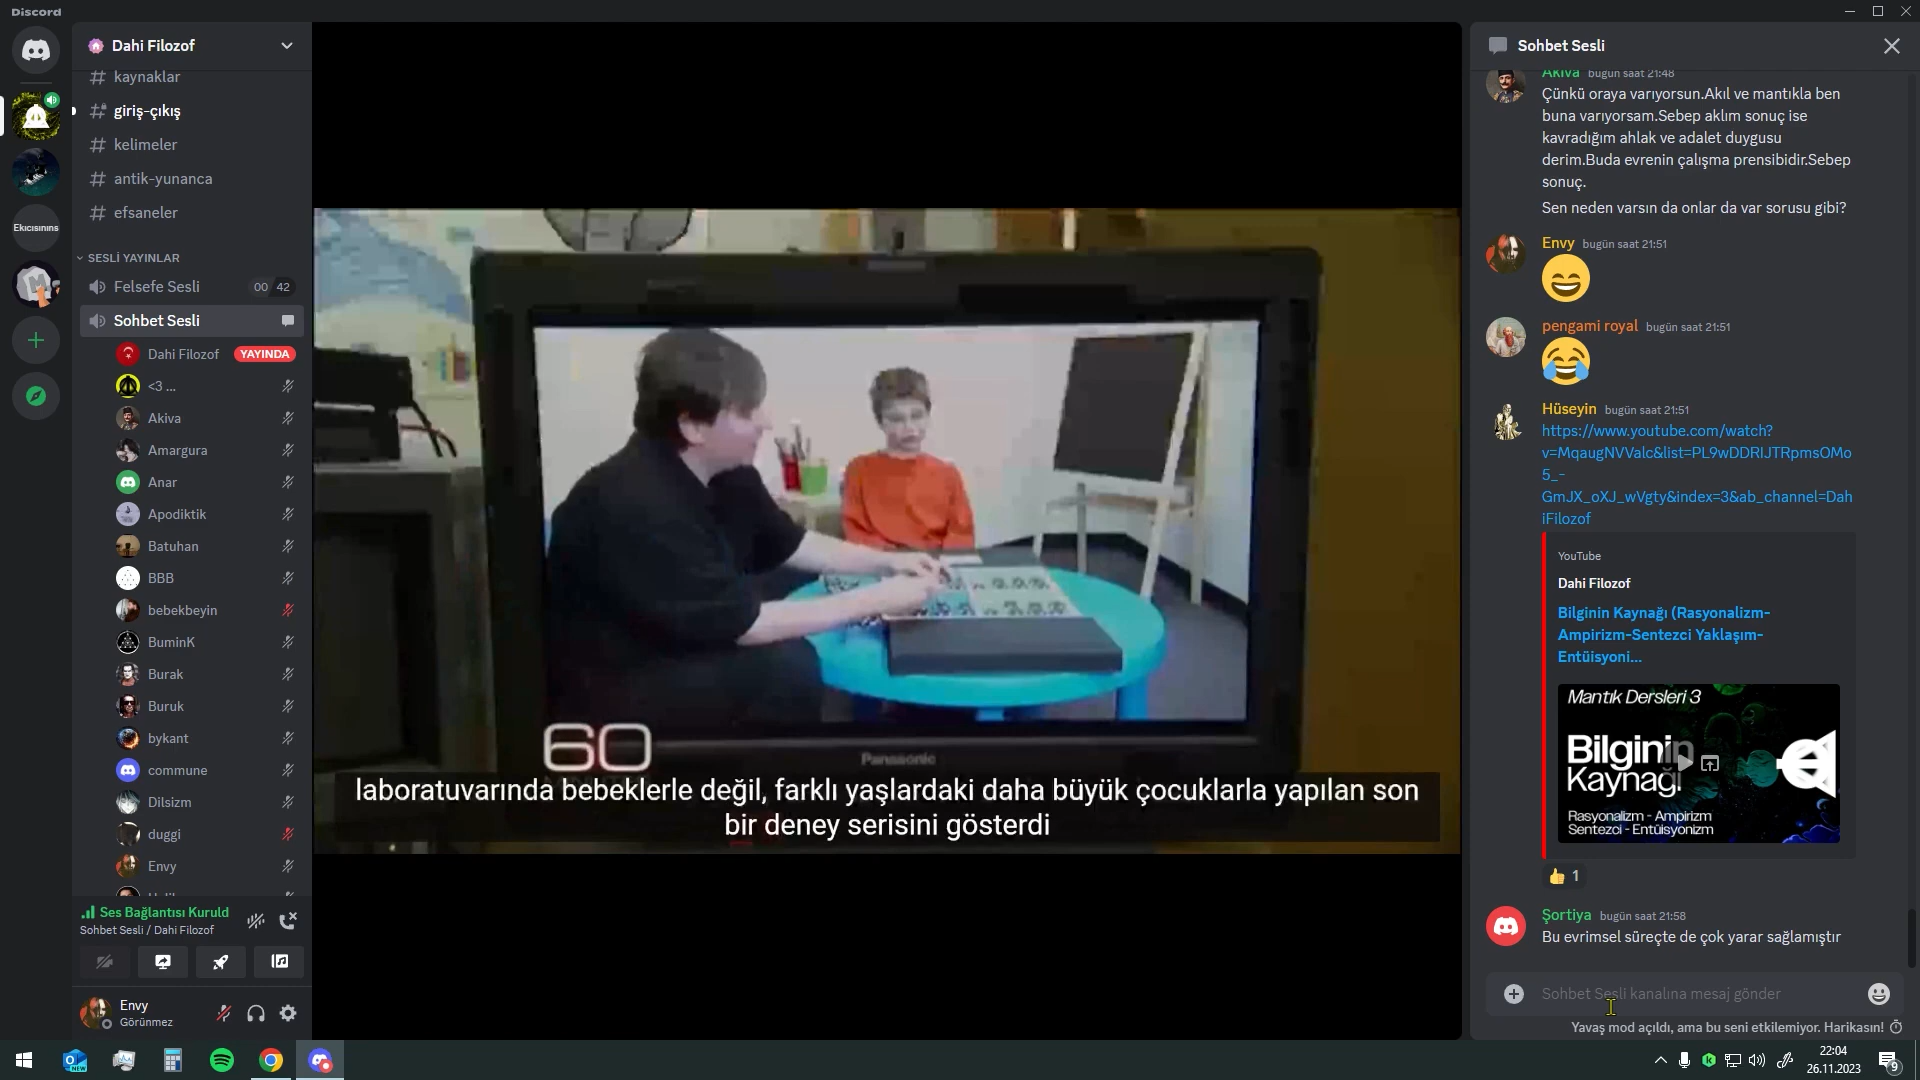 Discord
Dahi Filozof
kaynaklar
giriş-çıkış
kelimeler
antik-yunanca
efsaneler
Ekicisinins
SESLİ YAYINLAR
Felsefe Sesli 00 42
Sohbet Sesli
Dahi Filozof YAYINDA
<3 ...
Akiva
Amargura
Anar
Apodiktik
Batuhan
BBB
bebekbeyin
BuminK
Burak
Buruk
bykant
commune
Dilsizm
duggi
Envy
Ses Bağlantısı Kuruld
Sohbet Sesli / Dahi Filozof
Envy
Görünmez
60
Panasonic
laboratuvarında bebeklerle değil, farklı yaşlardaki daha büyük çocuklarla yapılan son
bir deney serisini gösterdi
Sohbet Sesli
Akiva bugün saat 21:48
Çünkü oraya varıyorsun.Akıl ve mantıkla ben
buna varıyorsam.Sebep aklım sonuç ise
kavradığım ahlak ve adalet duygusu
derim.Buda evrenin çalışma prensibidir.Sebep
sonuç.
Sen neden varsın da onlar da var sorusu gibi?
Envy bugün saat 21:51
pengami royal bugün saat 21:51
Hüseyin bugün saat 21:51
https://www.youtube.com/watch?
v=MqaugNVValc&list=PL9wDDRIJTRpmsOMo
5_-
GmJX_oXJ_wVgty&index=3&ab_channel=Dah
iFilozof
YouTube
Dahi Filozof
Bilginin Kaynağı (Rasyonalizm-
Ampirizm-Sentezci Yaklaşım-
Entüisyoni...
Mantık Dersleri 3
Bilginin
Kaynağı
Rasyonalizm - Ampirizm
Sentezci - Entüisyonizm
1
Şortiya bugün saat 21:58
Bu evrimsel süreçte de çok yarar sağlamıştır
Sohbet Sesli kanalına mesaj gönder
Yavaş mod açıldı, ama bu seni etkilemiyor. Harikasın!
NEW
22:04
26.11.2023
9